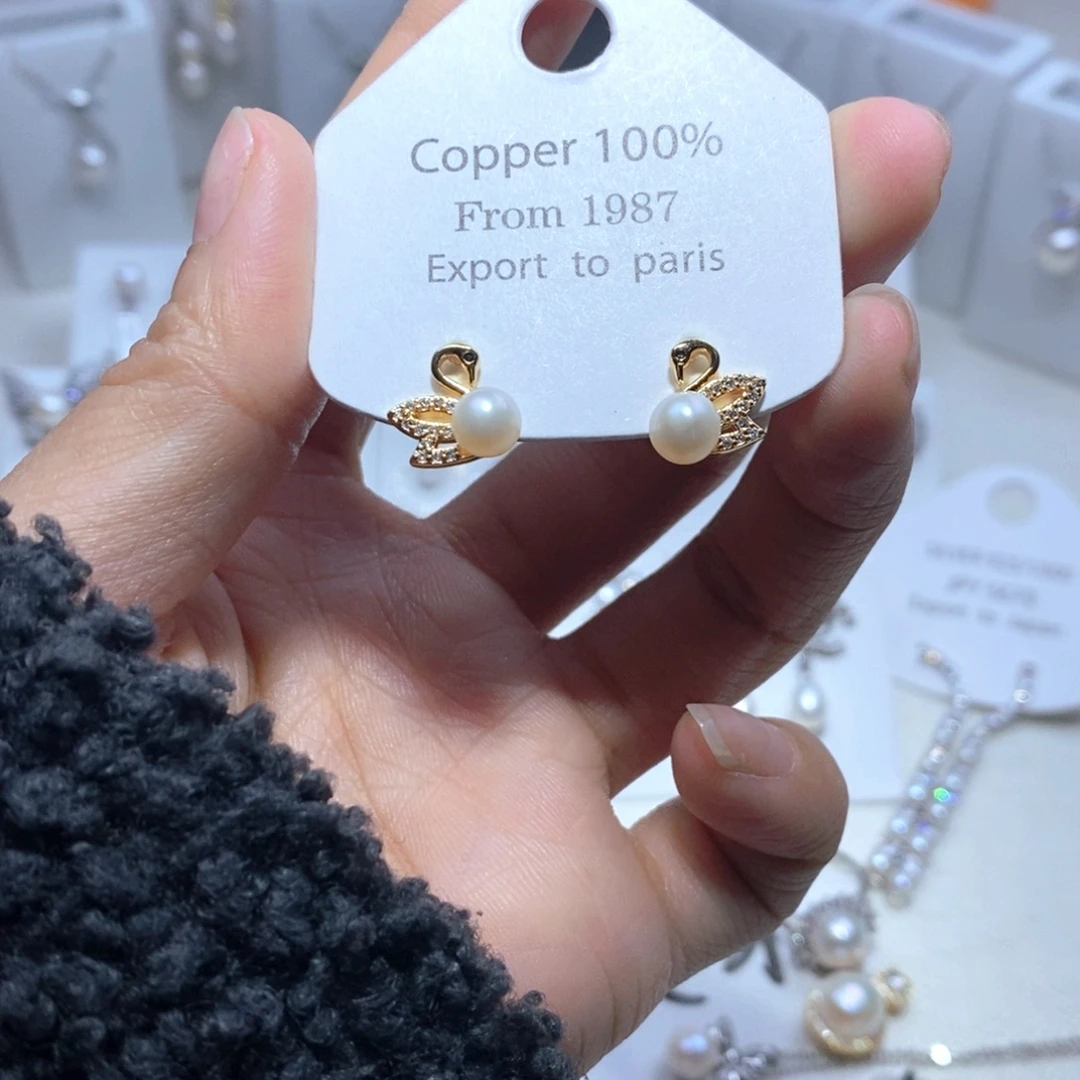 Copper 100%
From 1987
Export to paris